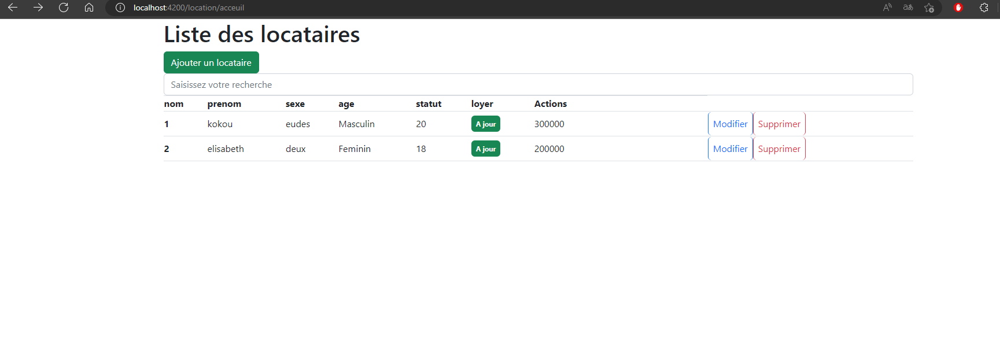 localhost:4200/location/acceuil
Liste des locataires
Ajouter un locataire
Saisissez votre recherche
nom prenom sexe age statut loyer Actions
1 kokou eudes Masculin 20 A jour 300000 Modifier Supprimer
2 elisabeth deux Feminin 18 A jour 200000 Modifier Supprimer